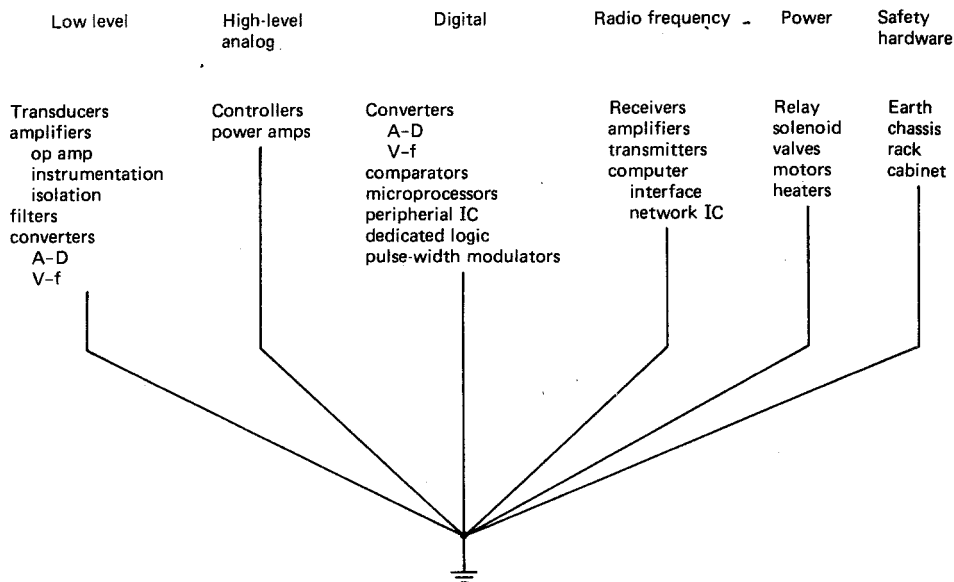 Low level
High-level
analog
Digital
Radio frequency
Power
Safety
hardware
Transducers
amplifiers
op amp
instrumentation
isolation
filters
converters
A-D
V-f
Controllers
power amps
Converters
A-D
V-f
comparators
microprocessors
peripherial IC
dedicated logic
pulse-width modulators
Receivers
amplifiers
transmitters
computer
interface
network IC
Relay
solenoid
valves
motors
heaters
Earth
chassis
rack
cabinet